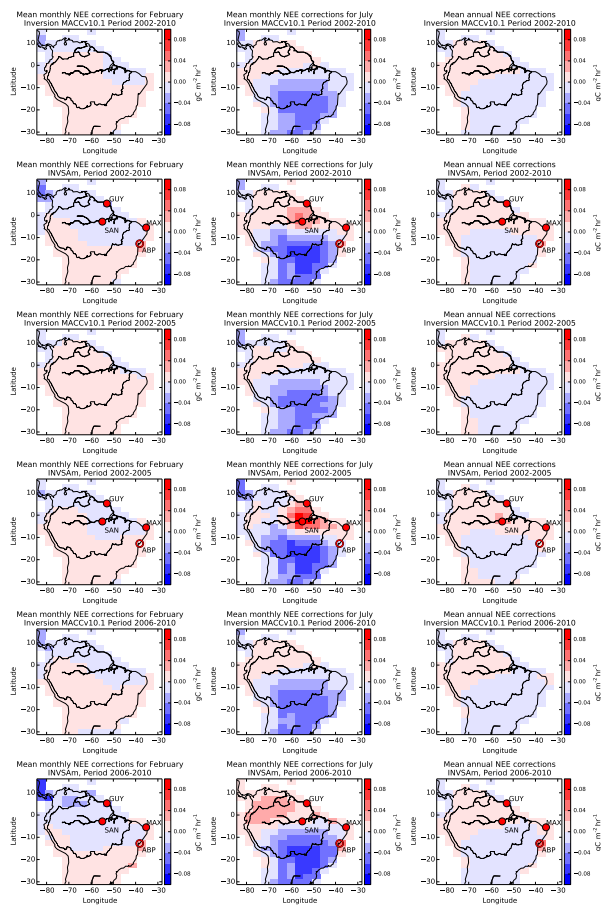 Mean monthly NEE corrections for February
Inversion MACCv10.1 Period 2002-2010
Mean monthly NEE corrections for July
Inversion MACCv10.1 Period 2002-2010
Mean annual NEE corrections
Inversion MACCv10.1 Period 2002-2010
Latitude
10
0
−10
−20
−30
−80 −70 −60 −50 −40 −30
Longitude
0.08
0.04
0.00
−0.04
−0.08
gC m⁻² hr⁻¹
Mean monthly NEE corrections for February
INVSAm, Period 2002-2010
Mean monthly NEE corrections for July
INVSAm, Period 2002-2010
Mean annual NEE corrections
INVSAm, Period 2002-2010
GUY
SAN
MAX
ABP
Mean monthly NEE corrections for February
Inversion MACCv10.1 Period 2002-2005
Mean monthly NEE corrections for July
Inversion MACCv10.1 Period 2002-2005
Mean annual NEE corrections
Inversion MACCv10.1 Period 2002-2005
Mean monthly NEE corrections for February
INVSAm, Period 2002-2005
Mean monthly NEE corrections for July
INVSAm, Period 2002-2005
Mean annual NEE corrections
INVSAm, Period 2002-2005
GUY
SAN
MAX
ABP
Mean monthly NEE corrections for February
Inversion MACCv10.1 Period 2006-2010
Mean monthly NEE corrections for July
Inversion MACCv10.1 Period 2006-2010
Mean annual NEE corrections
Inversion MACCv10.1 Period 2006-2010
Mean monthly NEE corrections for February
INVSAm, Period 2006-2010
Mean monthly NEE corrections for July
INVSAm, Period 2006-2010
Mean annual NEE corrections
INVSAm, Period 2006-2010
GUY
SAN
MAX
ABP